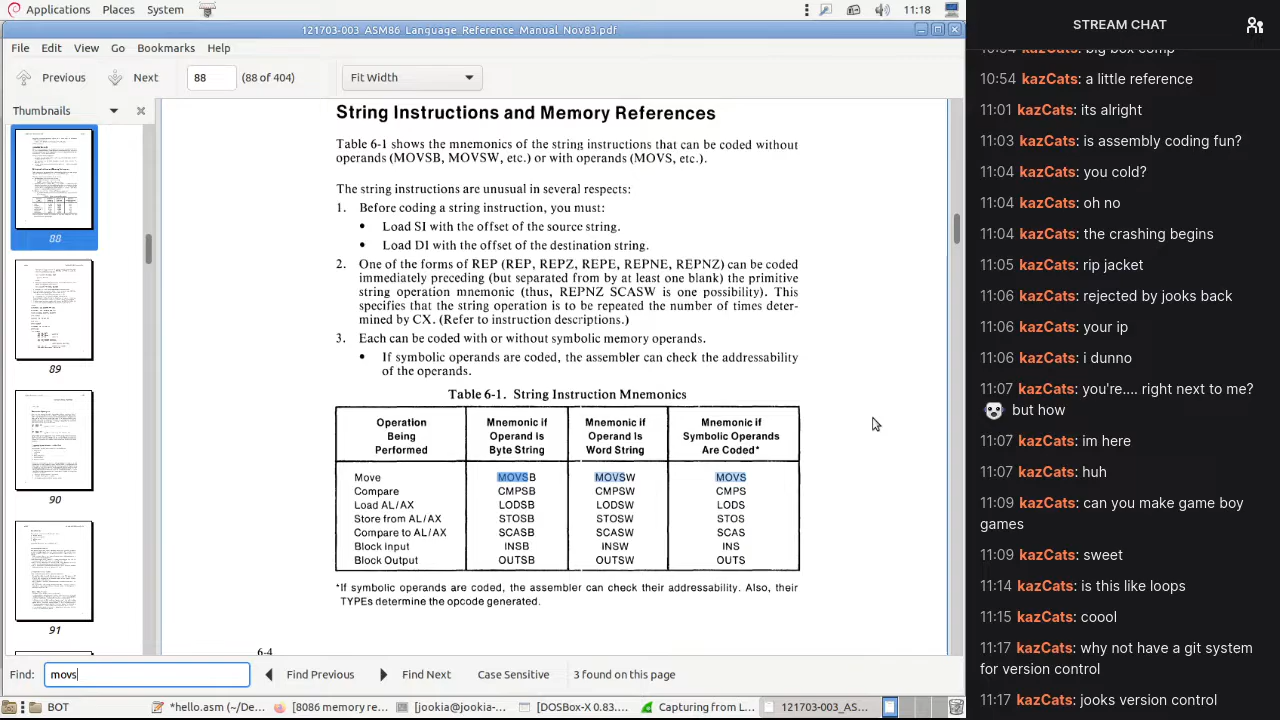 Applications Places System
11:18
121703-003_ASM86_Language_Reference_Manual_Nov83.pdf
File Edit View Go Bookmarks Help
Previous Next 88 (88 of 404) Fit Width
Thumbnails
88
89
90
91
String Instructions and Memory References
Table 6-1 shows the mnemonics of the string instructions that can be coded without
operands (MOVSB, MOVSW, etc.) or with operands (MOVS, etc.).
The string instructions are unusual in several respects:
1. Before coding a string instruction, you must:
• Load SI with the offset of the source string.
• Load DI with the offset of the destination string.
2. One of the forms of REP (REP, REPZ, REPE, REPNE, REPNZ) can be coded
immediately preceding (but separated from by at least one blank) the primitive
string operation mnemonic (thus, REPNZ SCASW is one possibility). This
specifies that the string operation is to be repeated the number of times deter-
mined by CX. (Refer to instruction descriptions.)
3. Each can be coded with or without symbolic memory operands.
• If symbolic operands are coded, the assembler can check the addressability
of the operands.
Table 6-1. String Instruction Mnemonics
Operation Being Performed Mnemonic if Operand Is Byte String Mnemonic if Operand Is Word String Mnemonic if Symbolic Operands Are Coded*
Move MOVSB MOVSW MOVS
Compare CMPSB CMPSW CMPS
Load AL/AX LODSB LODSW LODS
Store from AL/AX STOSB STOSW STOS
Compare to AL/AX SCASB SCASW SCAS
Block Input INSB INSW INS
Block Output OUTSB OUTSW OUTS
*If symbolic operands are coded, the assembler can check their addressability. Also, their
TYPEs determine the opcode generated.
6-4
Find: movs Find Previous Find Next Case Sensitive 3 found on this page
BOT *hello.asm (~/De... [8086 memory... [jookia@jookia-... [DOSBox-X 0.83.... Capturing from L... 121703-003_AS...
STREAM CHAT
10:54 kazCats: big box comp
10:54 kazCats: a little reference
11:01 kazCats: its alright
11:03 kazCats: is assembly coding fun?
11:04 kazCats: you cold?
11:04 kazCats: oh no
11:04 kazCats: the crashing begins
11:05 kazCats: rip jacket
11:06 kazCats: rejected by jooks back
11:06 kazCats: your ip
11:06 kazCats: i dunno
11:07 kazCats: you're.... right next to me?
but how
11:07 kazCats: im here
11:07 kazCats: huh
11:09 kazCats: can you make game boy
games
11:09 kazCats: sweet
11:14 kazCats: is this like loops
11:15 kazCats: coool
11:17 kazCats: why not have a git system
for version control
11:17 kazCats: jooks version control